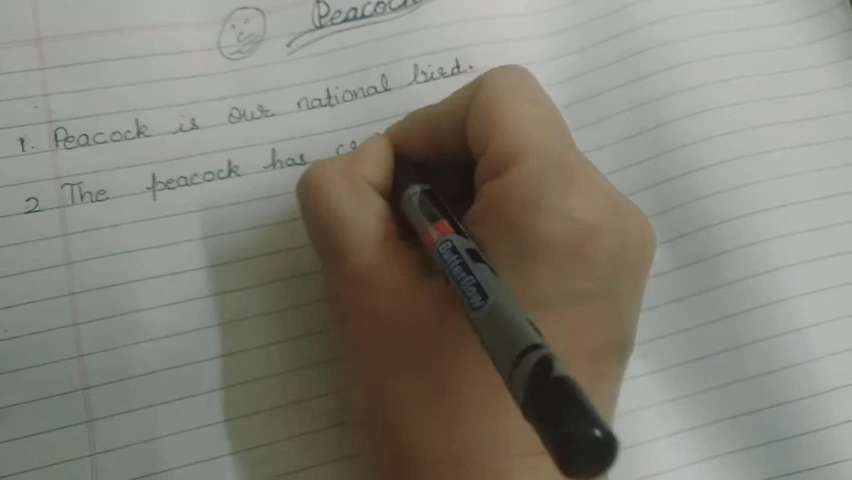 Peacock
1. Peacock is our national bird.
2 The peacock has
Butterflow